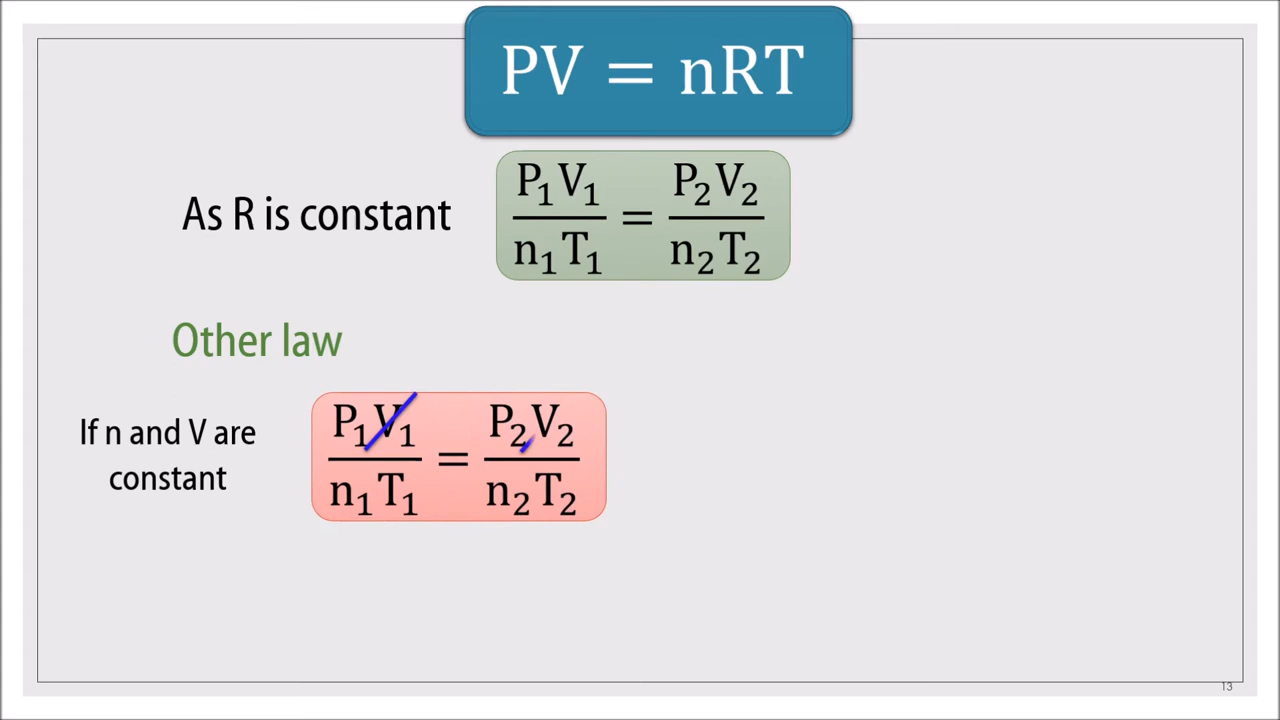 PV = nRT
As R is constant
P₁V₁/n₁T₁ = P₂V₂/n₂T₂
Other law
If n and V are
constant
P₁V₁/n₁T₁ = P₂V₂/n₂T₂
13